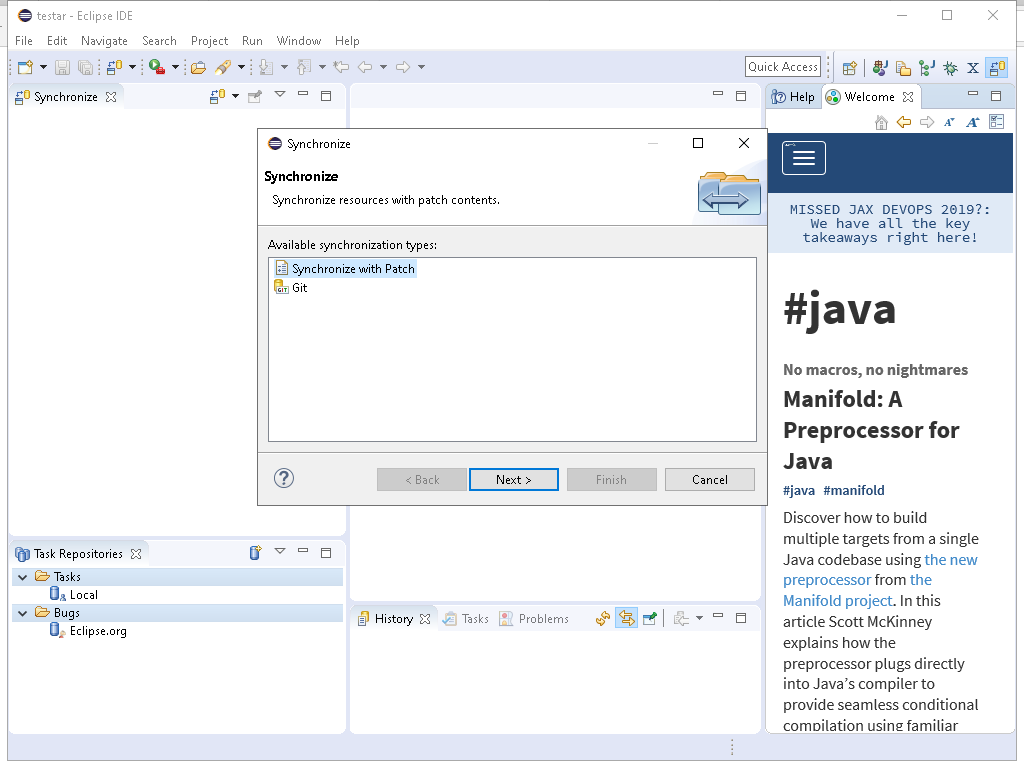 testar - Eclipse IDE
File Edit Navigate Search Project Run Window Help
Quick Access
Synchronize
Help Welcome
Synchronize
Synchronize
Synchronize resources with patch contents.
Available synchronization types:
Synchronize with Patch
GIT Git
< Back Next > Finish Cancel
MISSED JAX DEVOPS 2019?:
We have all the key
takeaways right here!
#java
No macros, no nightmares
Manifold: A
Preprocessor for
Java
#java #manifold
Discover how to build
multiple targets from a single
Java codebase using the new
preprocessor from the
Manifold project. In this
article Scott McKinney
explains how the
preprocessor plugs directly
into Java’s compiler to
provide seamless conditional
compilation using familiar
Task Repositories
Tasks
Local
Bugs
Eclipse.org
History Tasks Problems